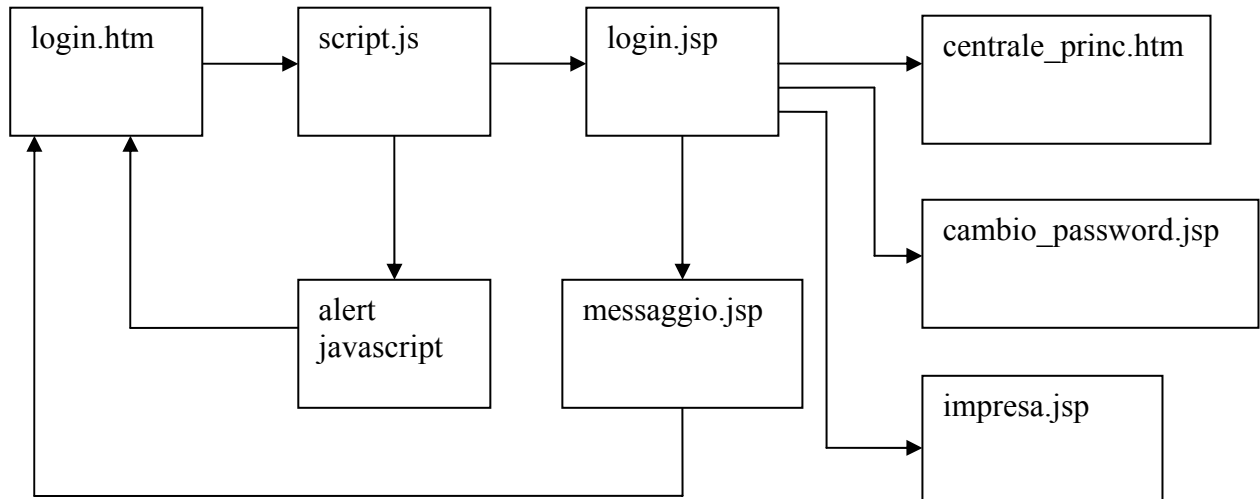 login.htm
script.js
login.jsp
centrale_princ.htm
cambio_password.jsp
alert
javascript
messaggio.jsp
impresa.jsp